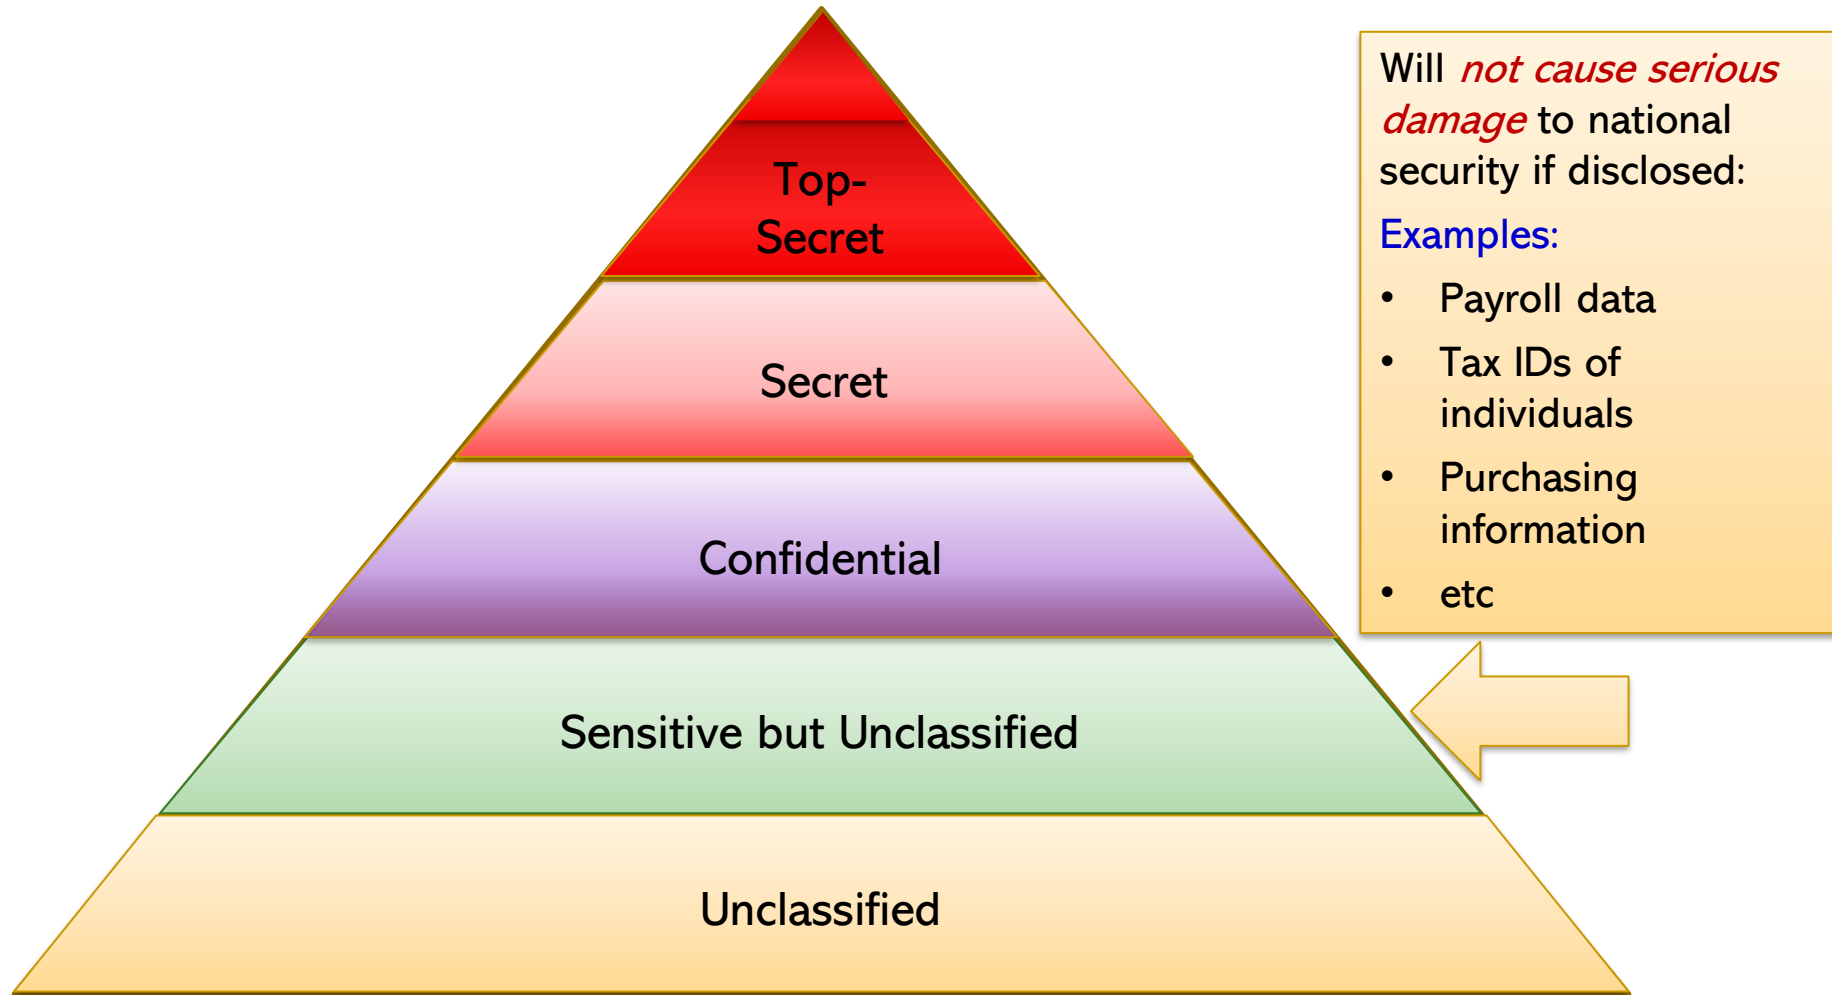 Top-
Secret
Secret
Confidential
Sensitive but Unclassified
Unclassified
Will not cause serious
damage to national
security if disclosed:
Examples:
• Payroll data
• Tax IDs of
individuals
• Purchasing
information
• etc